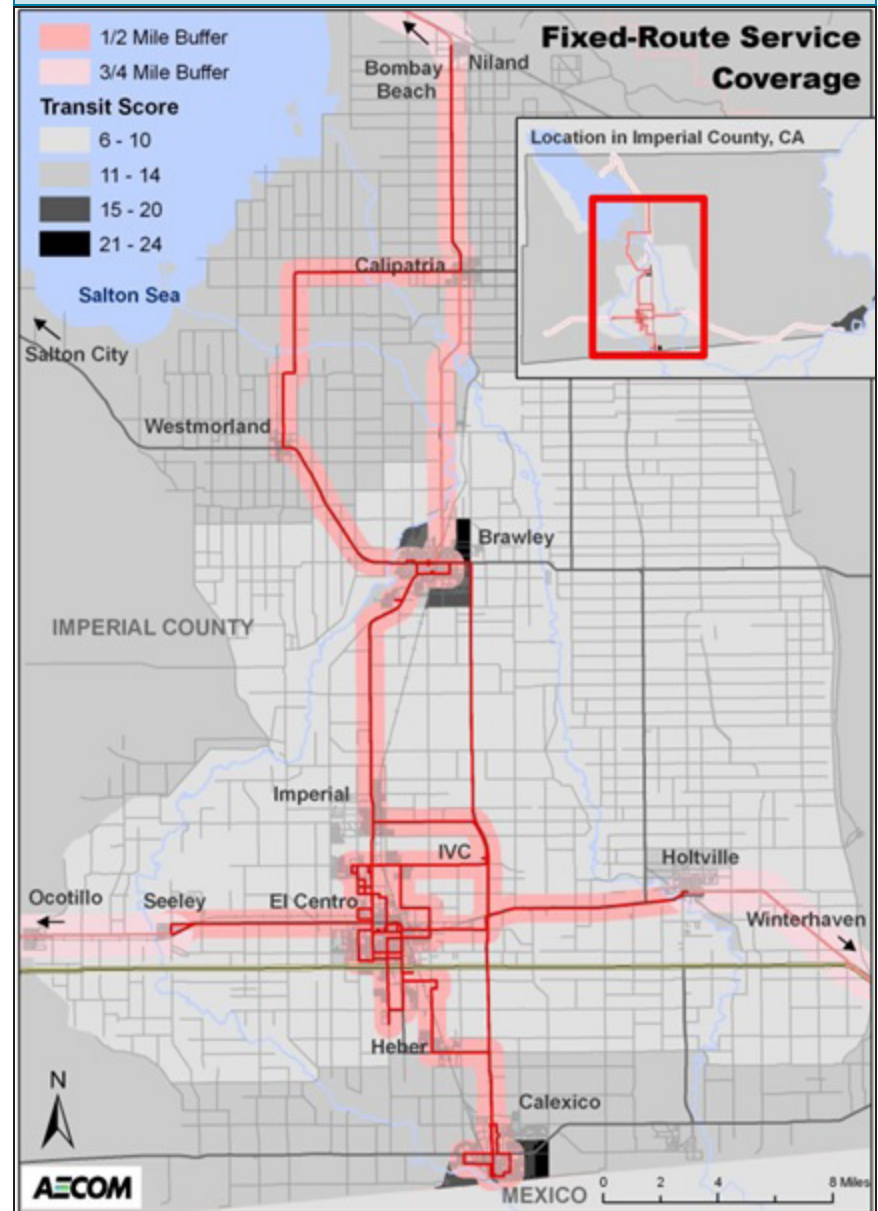 Fixed-Route Service
Coverage
1/2 Mile Buffer
3/4 Mile Buffer
Transit Score
6 - 10
11 - 14
15 - 20
21 - 24
Bombay
Beach
Niland
Location in Imperial County, CA
Calipatria
Salton Sea
Salton City
Westmorland
Brawley
IMPERIAL COUNTY
Imperial
IVC
Holtville
Ocotillo
Seeley
El Centro
Winterhaven
Heber
N
Calexico
AECOM
MEXICO
0 2 4 8 Miles